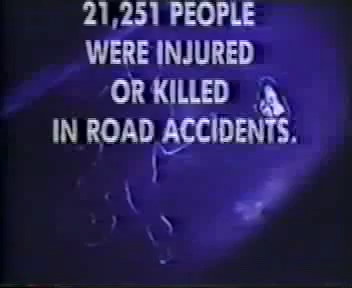 21,251 PEOPLE
WERE INJURED
OR KILLED
IN ROAD ACCIDENTS.